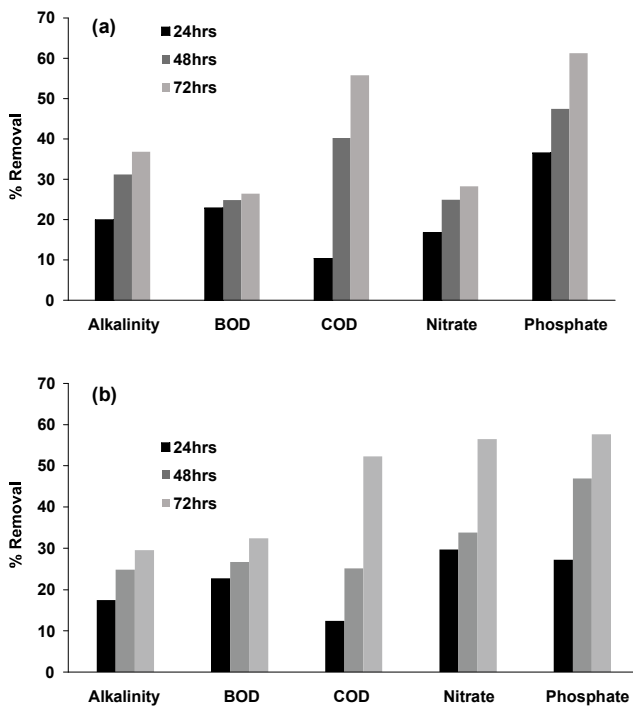 (a)
24hrs
48hrs
72hrs
% Removal
70
60
50
40
30
20
10
0
Alkalinity BOD COD Nitrate Phosphate
(b)
24hrs
48hrs
72hrs
% Removal
70
60
50
40
30
20
10
0
Alkalinity BOD COD Nitrate Phosphate